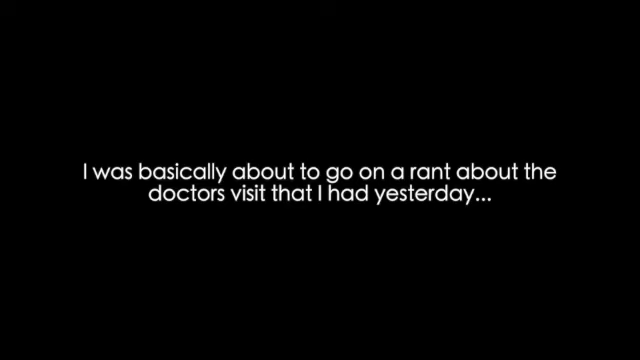 I was basically about to go on a rant about the
doctors visit that I had yesterday...